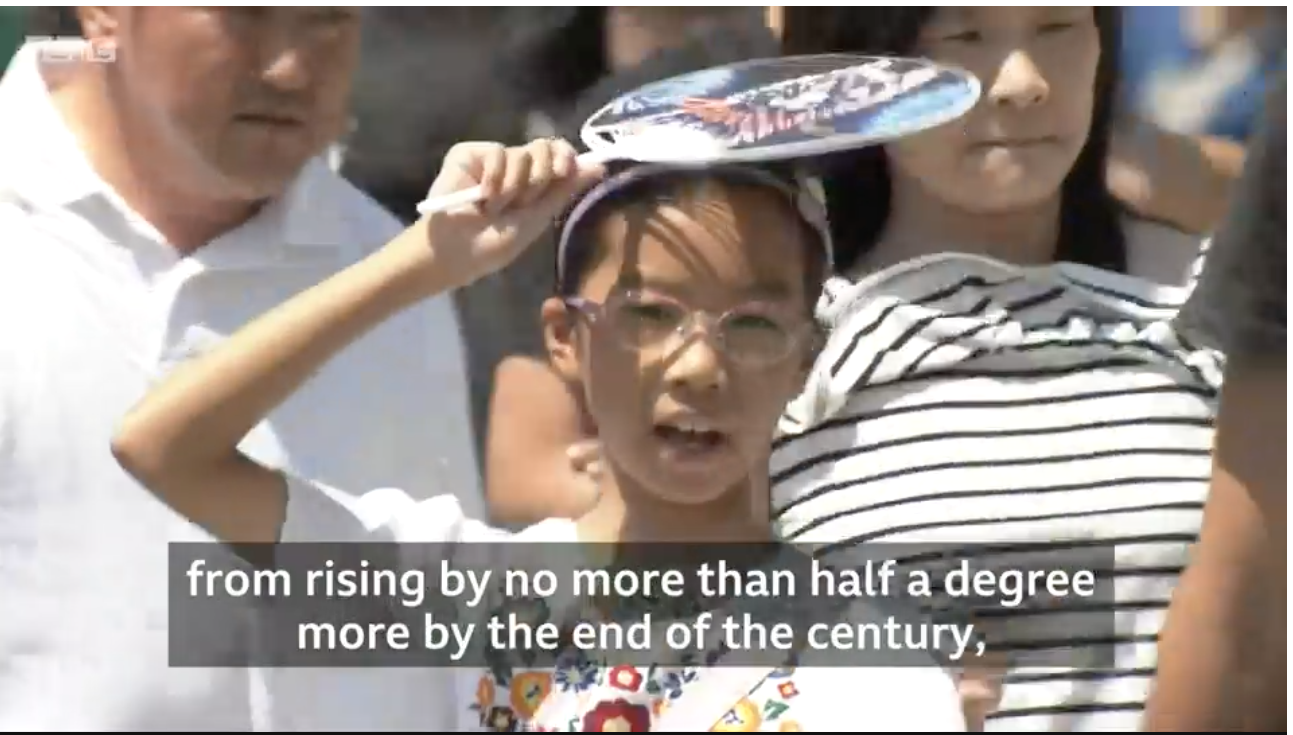 from rising by no more than half a degree
more by the end of the century,